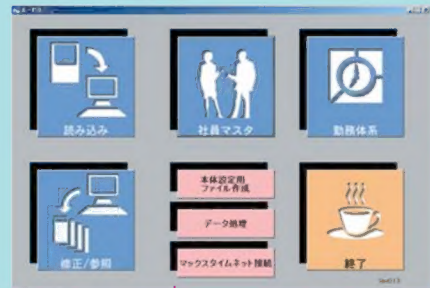 読み込み
社員マスタ
勤務体系
修正/参照
本体設定用
ファイル作成
データ処理
マックスタイムネット接続
終了